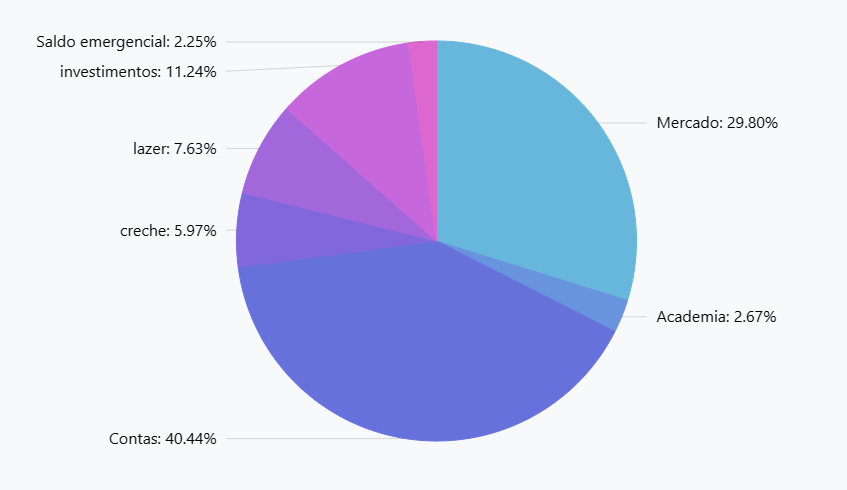 Saldo emergencial: 2.25%
investimentos: 11.24%
lazer: 7.63%
creche: 5.97%
Contas: 40.44%
Mercado: 29.80%
Academia: 2.67%